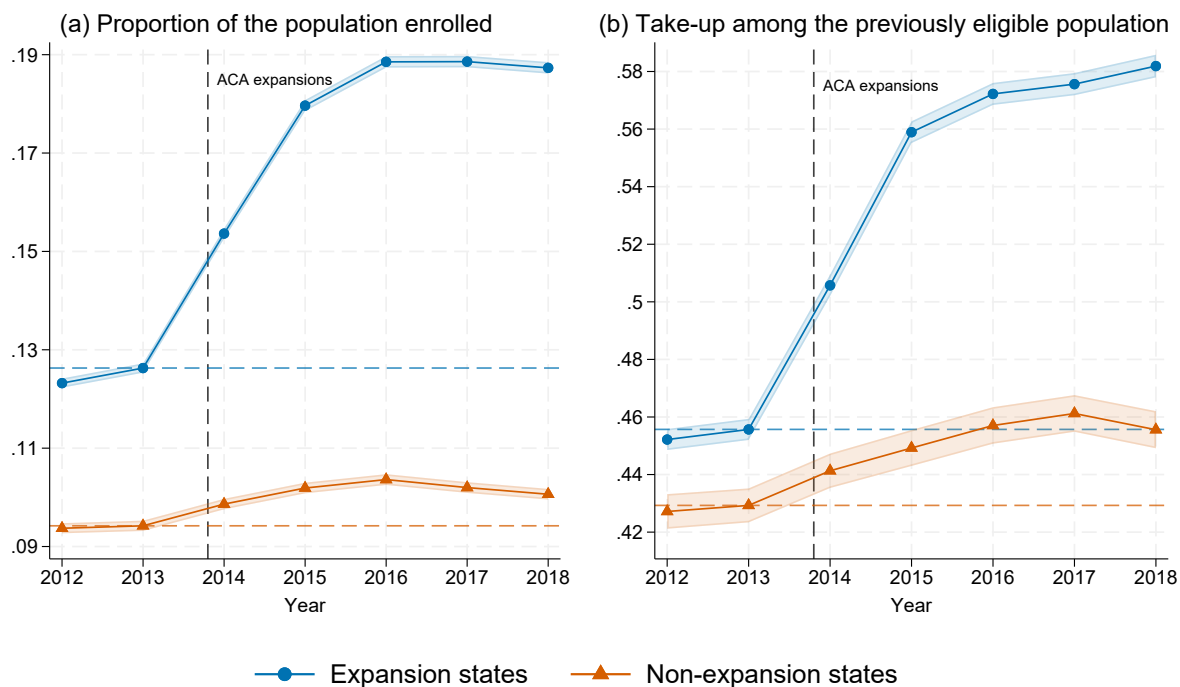 (a) Proportion of the population enrolled
.19
.17
.15
.13
.11
.09
ACA expansions
2012 2013 2014 2015 2016 2017 2018
Year
(b) Take-up among the previously eligible population
.58
.56
.54
.52
.5
.48
.46
.44
.42
ACA expansions
2012 2013 2014 2015 2016 2017 2018
Year
Expansion states Non-expansion states